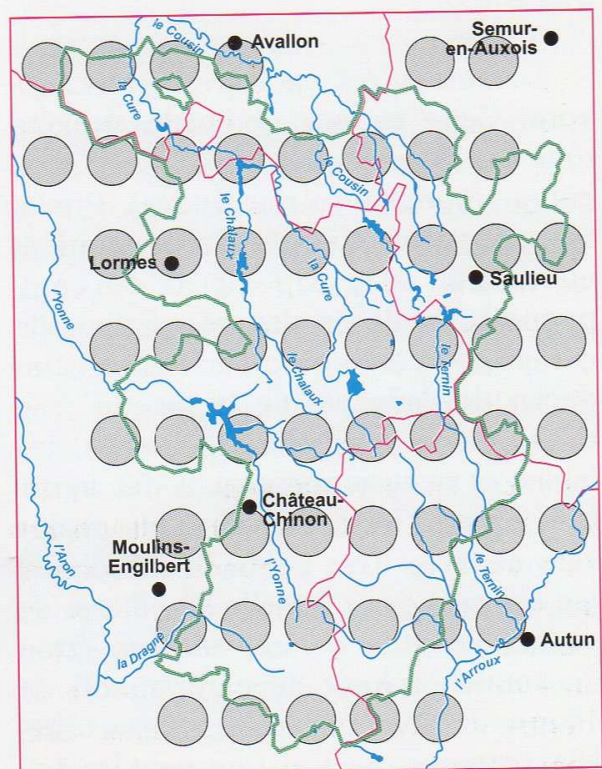 le Cousin
Avallon
Semur-
en-Auxois
la Cure
le Cousin
le Chalaux
Lormes
la Cure
Saulieu
l'Yonne
le Chalaux
le Ternin
Château-
Chinon
l'Aron
Moulins-
Engilbert
l'Yonne
le Ternin
la Dragne
Autun
l'Arroux